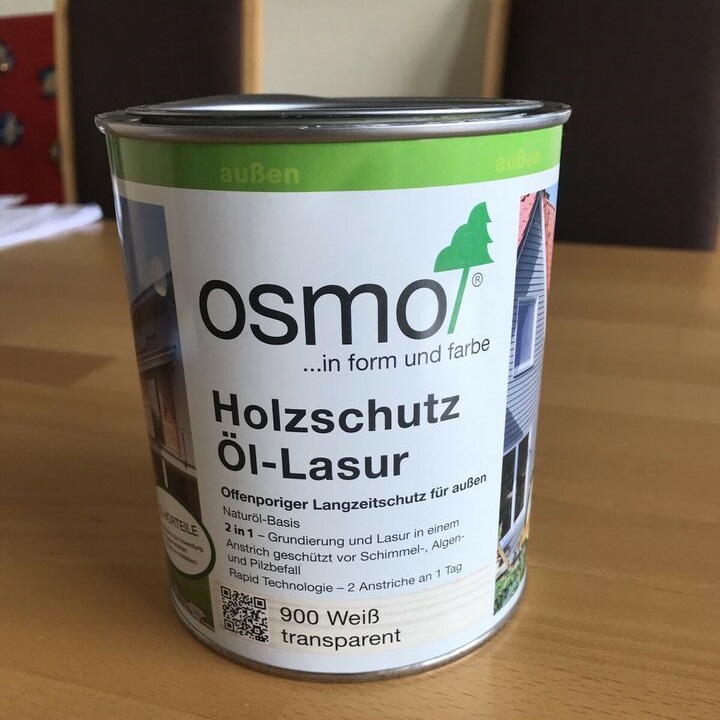 außen
außen
osmo®
...in form und farbe
Holzschutz
Öl-Lasur
Offenporiger Langzeitschutz für außen
Naturöl-Basis
2 in 1 – Grundierung und Lasur in einem
Anstrich geschützt vor Schimmel-, Algen-
und Pilzbefall
Rapid Technologie – 2 Anstriche an 1 Tag
900 Weiß
transparent